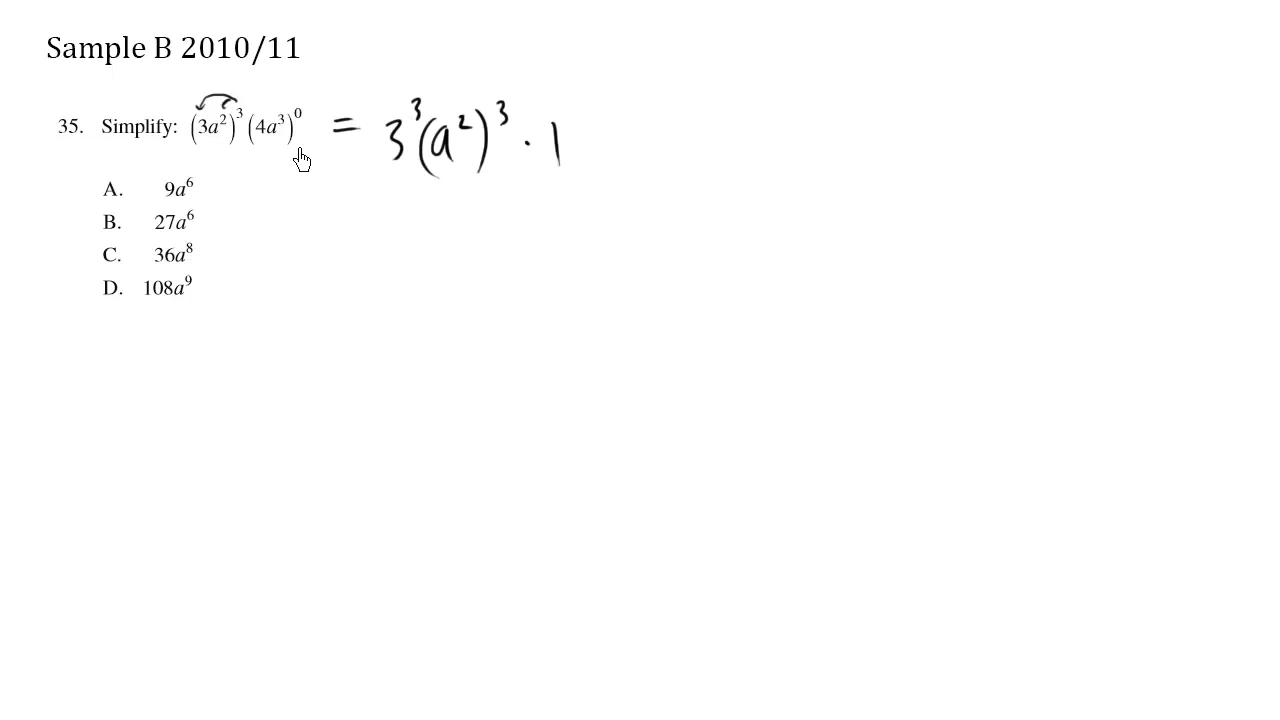 Sample B 2010/11
35. Simplify: (3a²)³(4a³)⁰ = 3³(a²)³ · 1
A. 9a⁶
B. 27a⁶
C. 36a⁸
D. 108a⁹